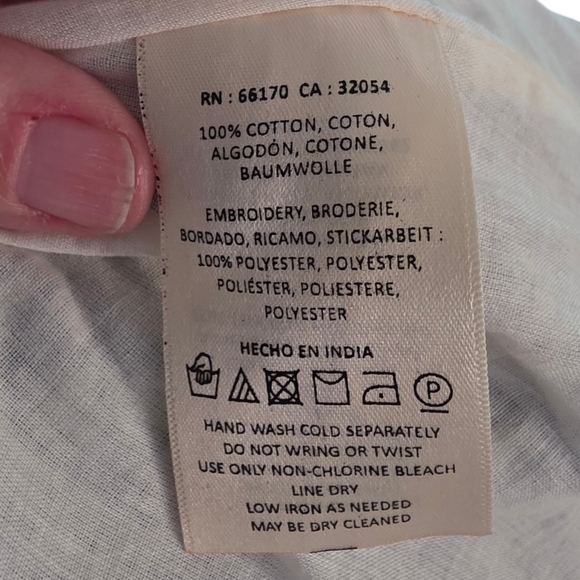 RN : 66170 CA : 32054
100% COTTON, COTON,
ALGODÓN, COTONE,
BAUMWOLLE
EMBROIDERY, BRODERIE,
BORDADO, RICAMO, STICKARBEIT :
100% POLYESTER, POLYESTER,
POLIÉSTER, POLIESTERE,
POLYESTER
HECHO EN INDIA
P
HAND WASH COLD SEPARATELY
DO NOT WRING OR TWIST
USE ONLY NON-CHLORINE BLEACH
LINE DRY
LOW IRON AS NEEDED
MAY BE DRY CLEANED